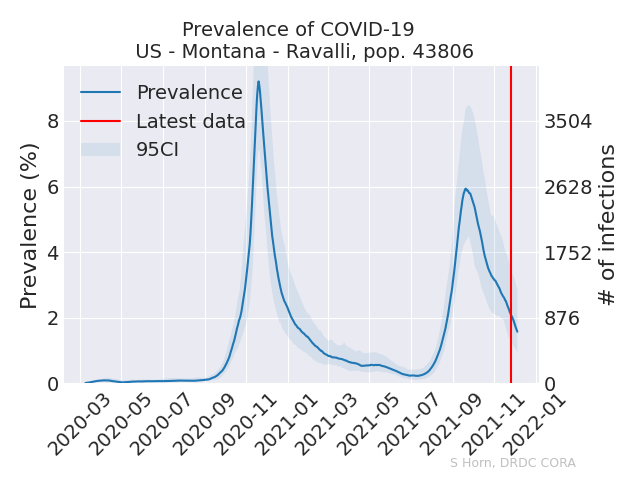 Prevalence of COVID-19
US - Montana - Ravalli, pop. 43806
Prevalence
Latest data
95CI
Prevalence (%)
8
6
4
2
0
3504
2628
1752
876
0
# of infections
2020-03
2020-05
2020-07
2020-09
2020-11
2021-01
2021-03
2021-05
2021-07
2021-09
2021-11
2022-01
S Horn, DRDC CORA